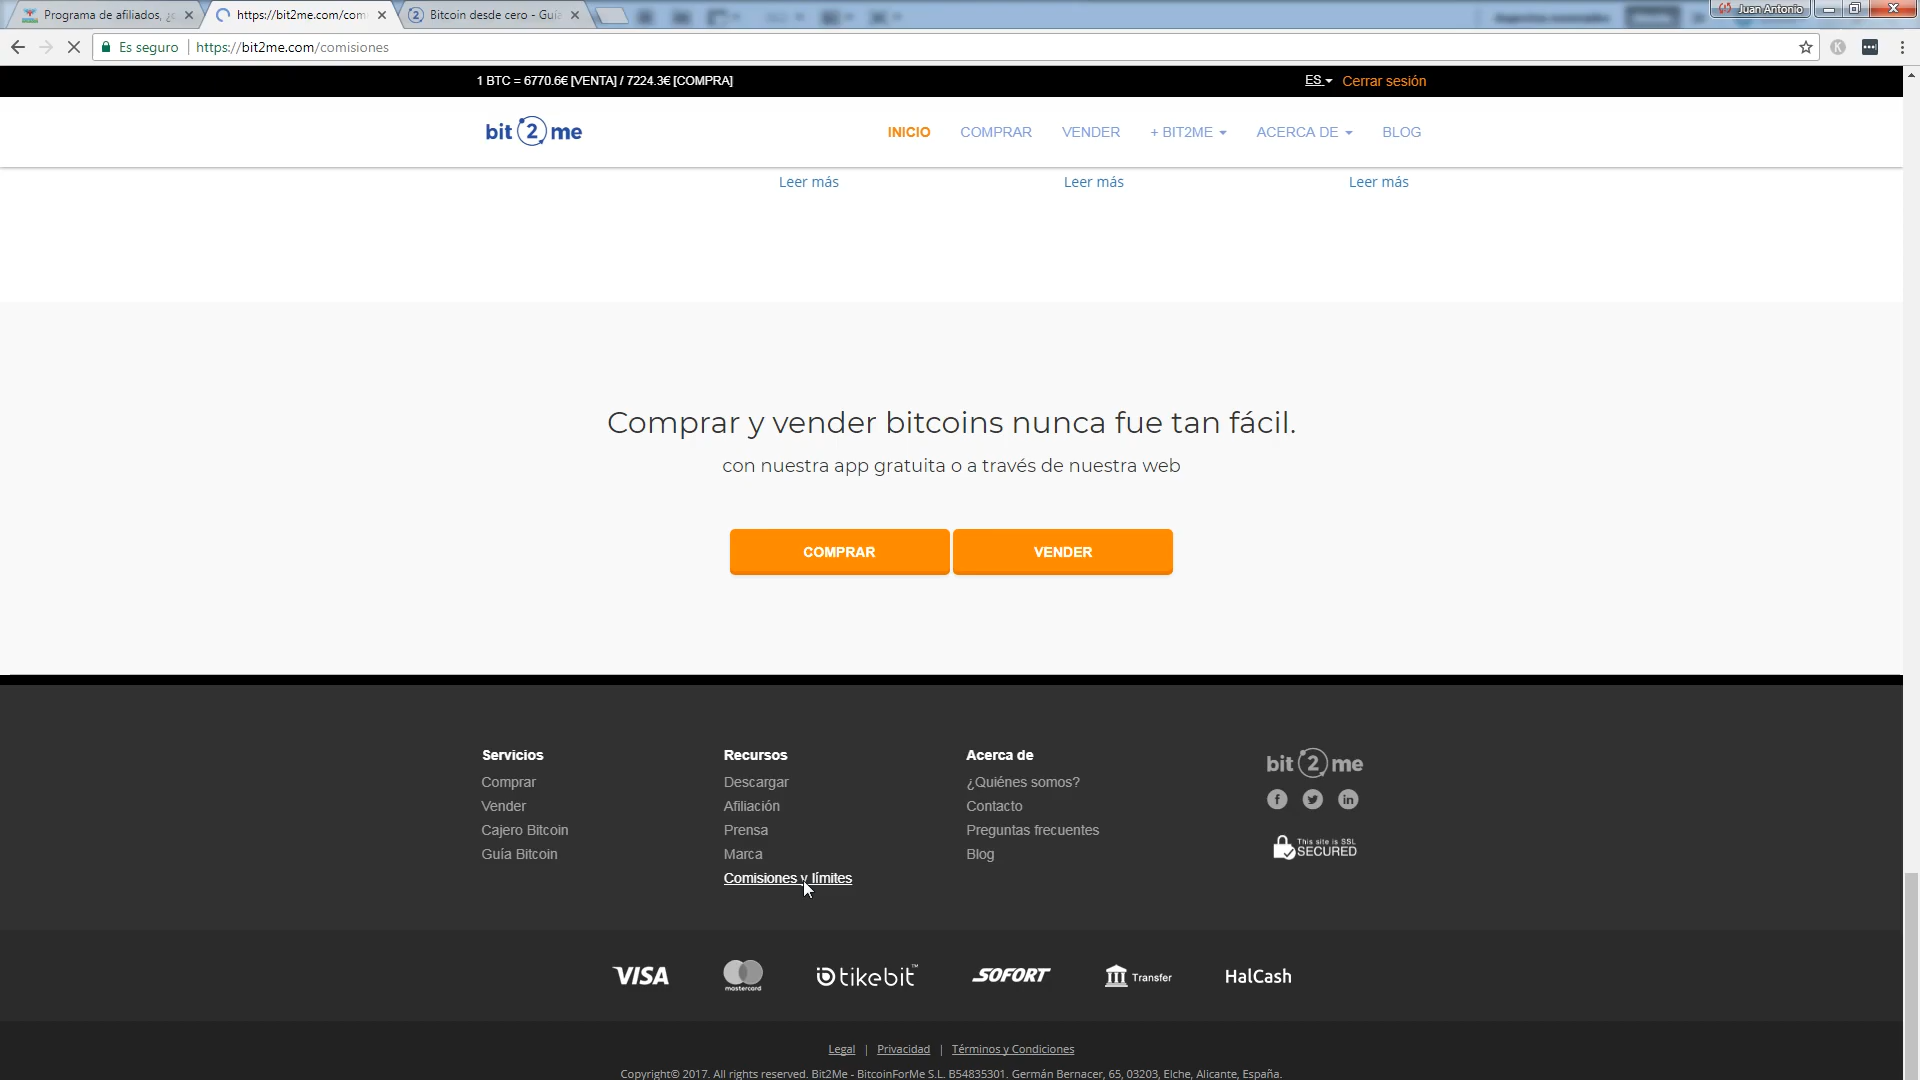 Programa de afiliados, ¿c
https://bit2me.com/com
Bitcoin desde cero - Guía
Juan Antonio
Es seguro
https://bit2me.com/comisiones
1 BTC = 6770.6€ [VENTA] / 7224.3€ [COMPRA]
ES
Cerrar sesión
bit 2 me
INICIO
COMPRAR
VENDER
+ BIT2ME
ACERCA DE
BLOG
Leer más
Leer más
Leer más
Comprar y vender bitcoins nunca fue tan fácil.
con nuestra app gratuita o a través de nuestra web
COMPRAR
VENDER
Servicios
Comprar
Vender
Cajero Bitcoin
Guía Bitcoin
Recursos
Descargar
Afiliación
Prensa
Marca
Comisiones y límites
Acerca de
¿Quiénes somos?
Contacto
Preguntas frecuentes
Blog
bit 2 me
This site is SSL
SECURED
VISA
mastercard
tikebit™
SOFORT
Transfer
HalCash
Legal | Privacidad | Términos y Condiciones
Copyright© 2017. All rights reserved. Bit2Me - BitcoinForMe S.L. B54835301. Germán Bernacer, 65, 03203, Elche, Alicante, España.